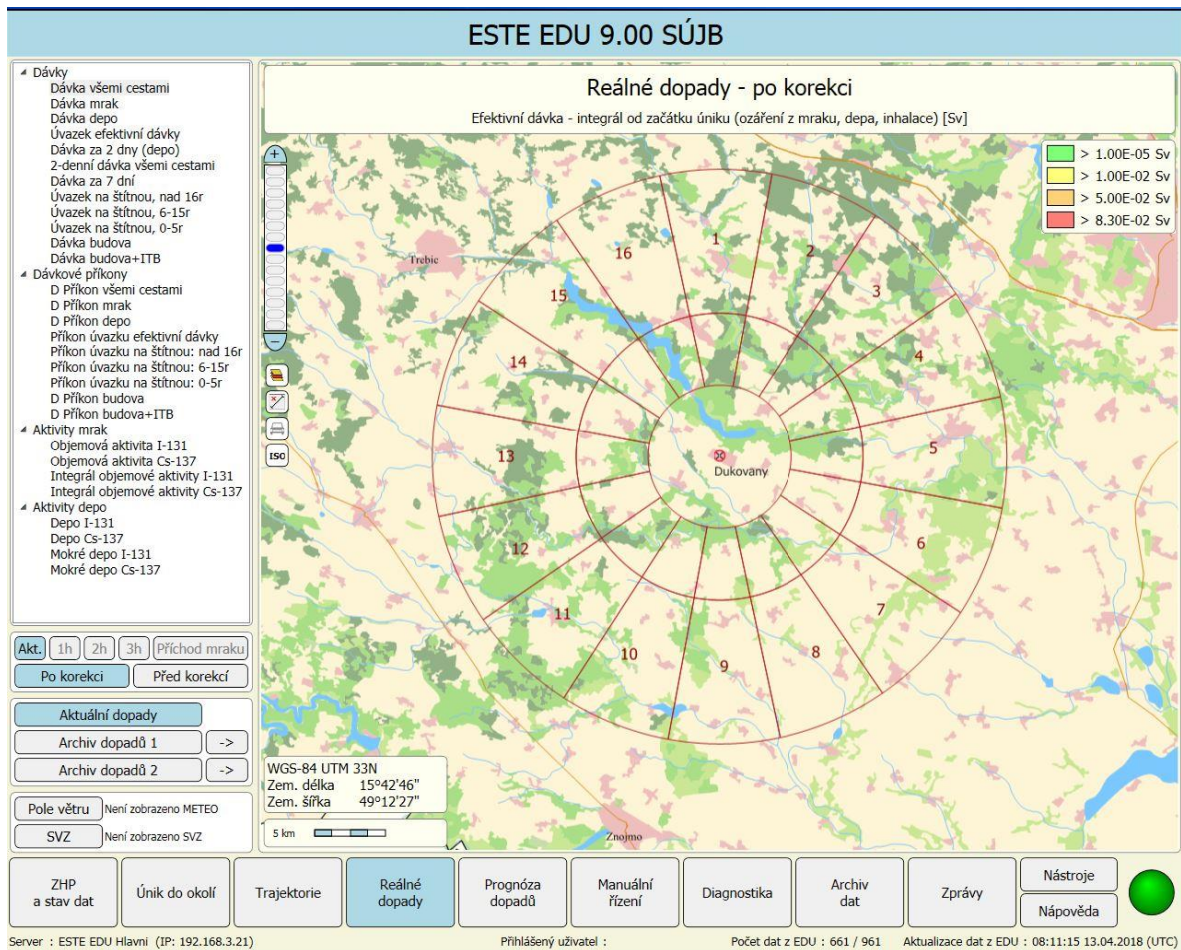 ESTE EDU 9.00 SÚJB
Dávky
Dávka všemi cestami
Dávka mrak
Dávka depo
Úvazek efektivní dávky
Dávka za 2 dny (depo)
2-denní dávka všemi cestami
Dávka za 7 dní
Úvazek na štítnou, nad 16r
Úvazek na štítnou, 6-15r
Úvazek na štítnou, 0-5r
Dávka budova
Dávka budova+ITB
Dávkové příkony
D Příkon všemi cestami
D Příkon mrak
D Příkon depo
Příkon úvazku efektivní dávky
Příkon úvazku na štítnou: nad 16r
Příkon úvazku na štítnou: 6-15r
Příkon úvazku na štítnou: 0-5r
D Příkon budova
D Příkon budova+ITB
Aktivity mrak
Objemová aktivita I-131
Objemová aktivita Cs-137
Integrál objemové aktivity I-131
Integrál objemové aktivity Cs-137
Aktivity depo
Depo I-131
Depo Cs-137
Mokré depo I-131
Mokré depo Cs-137
Akt. 1h 2h 3h Příchod mraku
Po korekci Před korekcí
Aktuální dopady
Archiv dopadů 1 ->
Archiv dopadů 2 ->
Pole větru Není zobrazeno METEO
SVZ Není zobrazeno SVZ
Reálné dopady - po korekci
Efektivní dávka - integrál od začátku úniku (ozáření z mraku, depa, inhalace) [Sv]
> 1.00E-05 Sv
> 1.00E-02 Sv
> 5.00E-02 Sv
> 8.30E-02 Sv
+
−
ISO
1
2
3
4
5
6
7
8
9
10
11
12
13
14
15
16
Trebic
Dukovany
Znojmo
WGS-84 UTM 33N
Zem. délka 15°42'46"
Zem. šířka 49°12'27"
5 km
ZHP
a stav dat
Únik do okolí
Trajektorie
Reálné
dopady
Prognóza
dopadů
Manuální
řízení
Diagnostika
Archiv
dat
Zprávy
Nástroje
Nápověda
Server : ESTE EDU Hlavni (IP: 192.168.3.21) Přihlášený uživatel : Počet dat z EDU : 661 / 961 Aktualizace dat z EDU : 08:11:15 13.04.2018 (UTC)